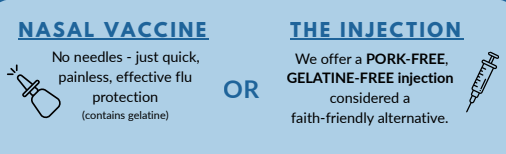 NASAL VACCINE
No needles - just quick,
painless, effective flu
protection
(contains gelatine)
OR
THE INJECTION
We offer a PORK-FREE,
GELATINE-FREE injection
considered a
faith-friendly alternative.